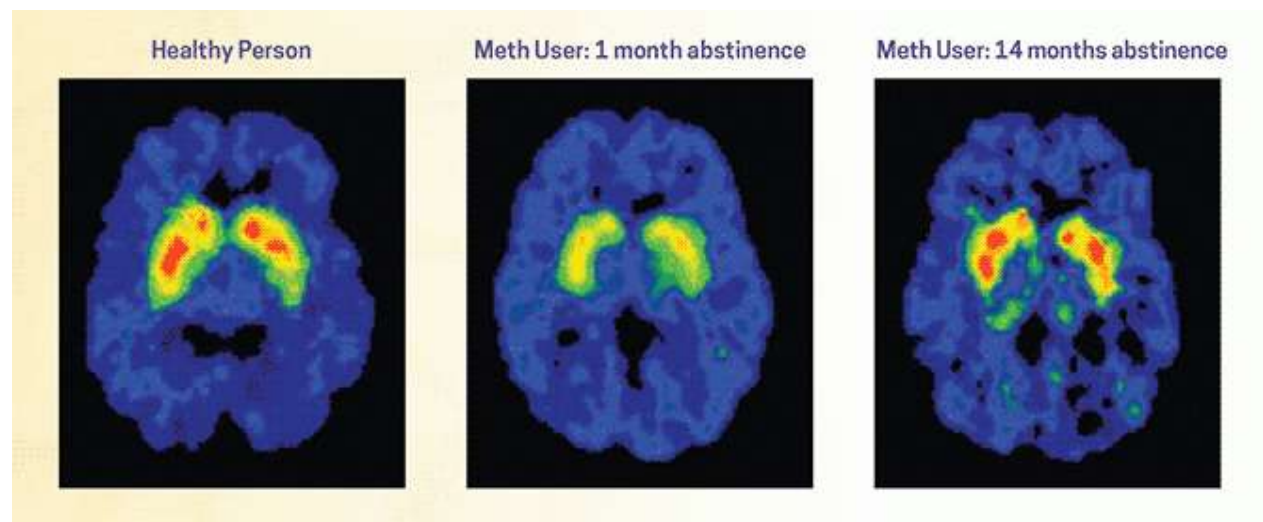 Healthy Person
Meth User: 1 month abstinence
Meth User: 14 months abstinence